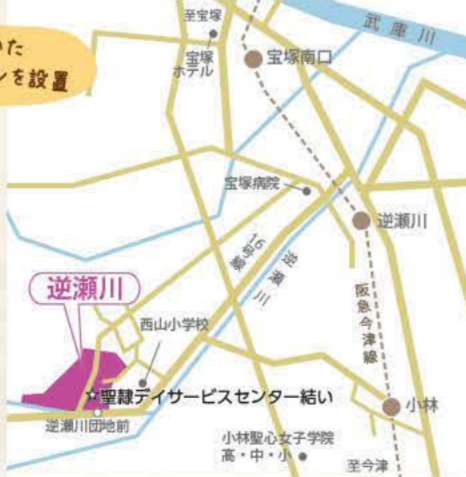 至宝塚
武庫川
いた
ンを設置
宝塚
ホテル
宝塚南口
宝塚病院
逆瀬川
16号線
逆瀬川
逆瀬川
阪急今津線
西山小学校
☆聖隷デイサービスセンター結い
小林
逆瀬川団地前
小林聖心女子学院
高・中・小
至今津